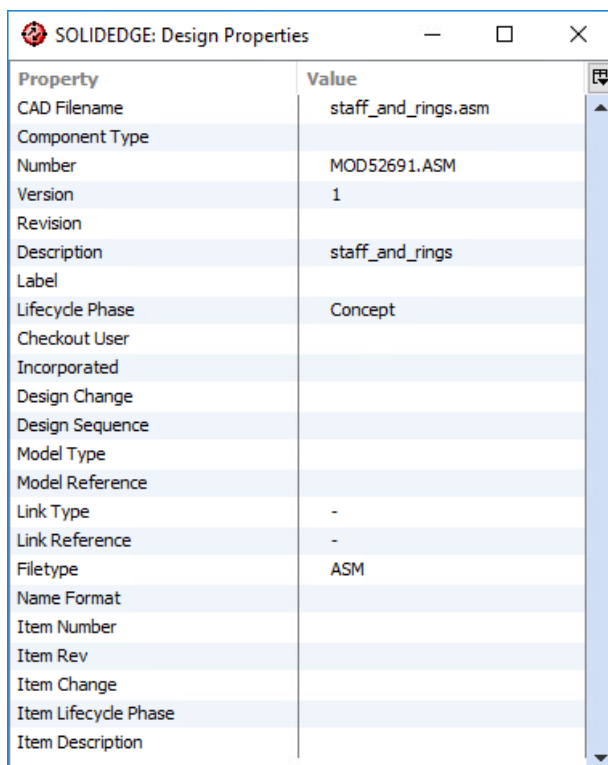 SOLIDEDGE: Design Properties
Property Value
CAD Filename staff_and_rings.asm
Component Type
Number MOD52691.ASM
Version 1
Revision
Description staff_and_rings
Label
Lifecycle Phase Concept
Checkout User
Incorporated
Design Change
Design Sequence
Model Type
Model Reference
Link Type -
Link Reference -
Filetype ASM
Name Format
Item Number
Item Rev
Item Change
Item Lifecycle Phase
Item Description